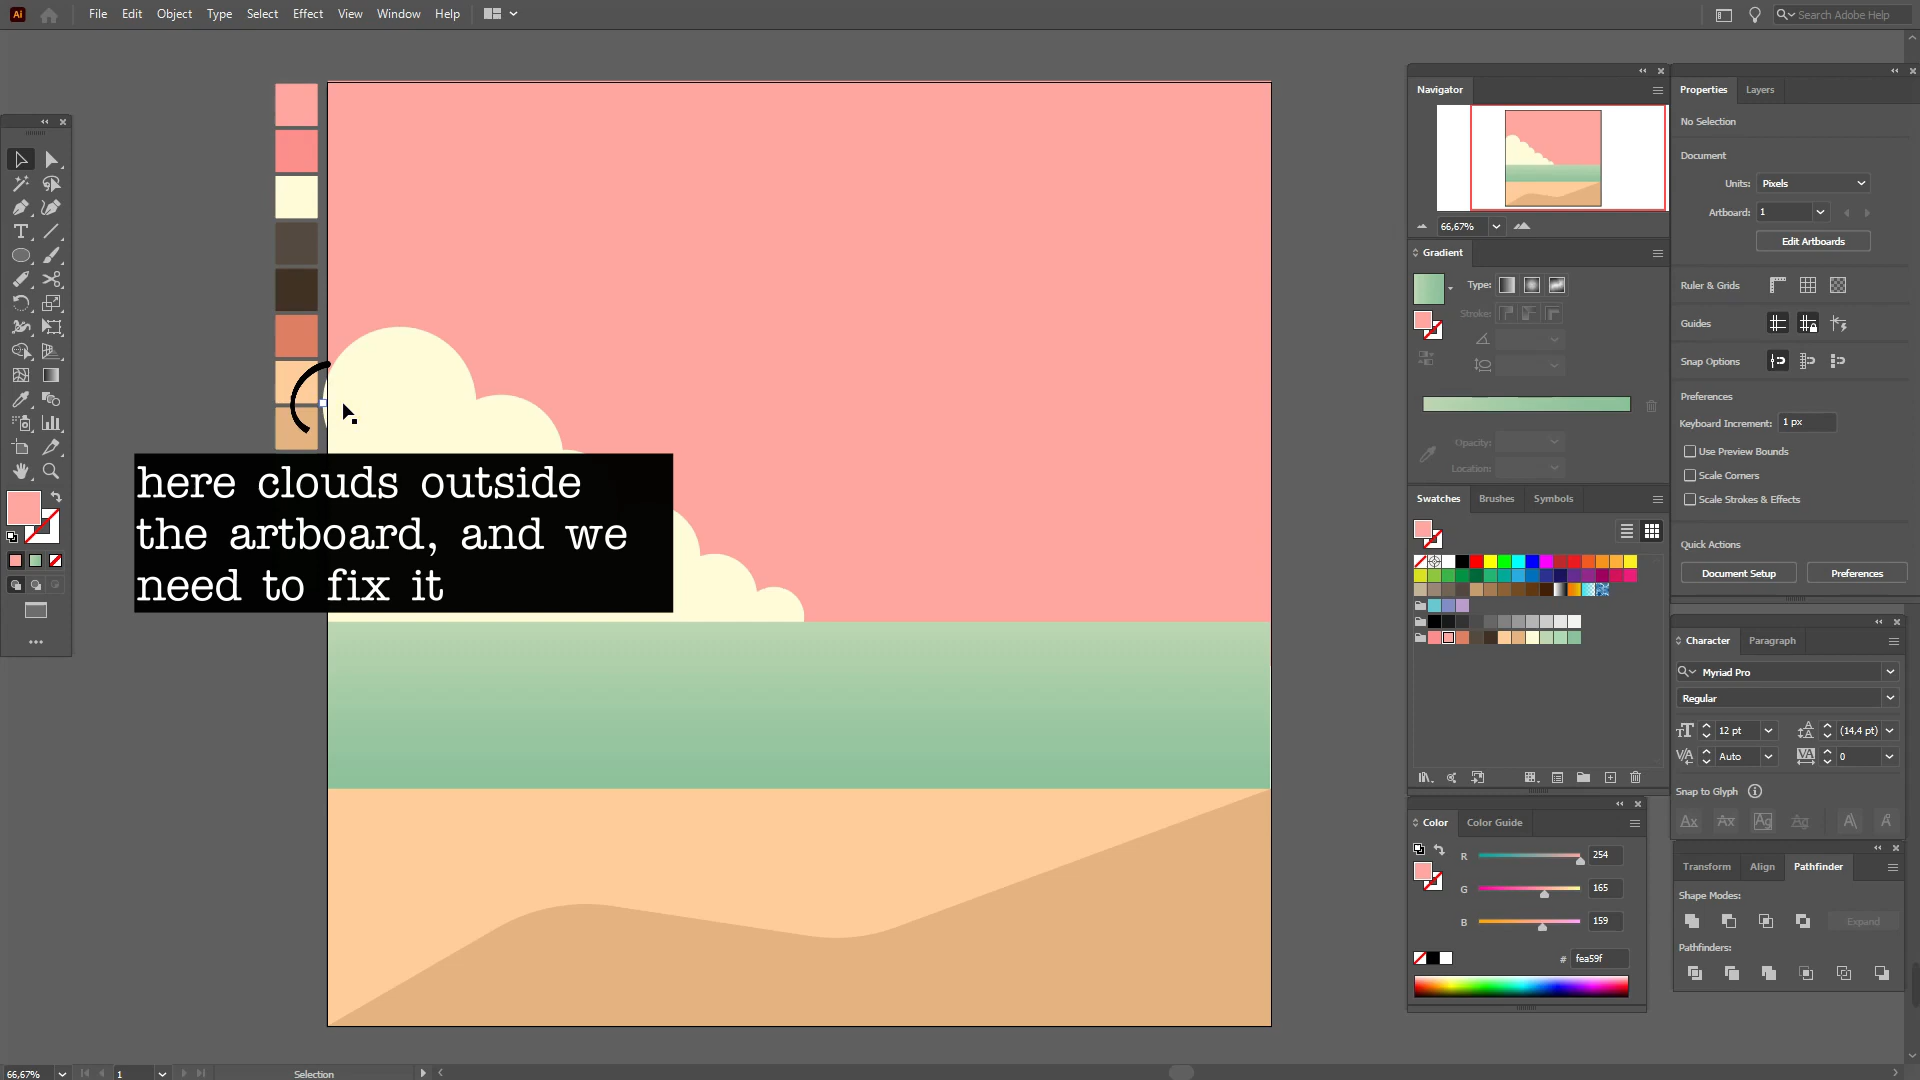 Ai File Edit Object Type Select Effect View Window Help Search Adobe Help
here clouds outside
the artboard, and we
need to fix it
66,67% 1 Selection
Navigator
66,67%
Gradient
Type:
Stroke:
Opacity:
Location:
Swatches Brushes Symbols
Color Color Guide
R 254
G 165
B 159
# fea59f
Properties Layers
No Selection
Document
Units: Pixels
Artboard: 1
Edit Artboards
Ruler & Grids
Guides
Snap Options
Preferences
Keyboard Increment: 1 px
Use Preview Bounds
Scale Corners
Scale Strokes & Effects
Quick Actions
Document Setup Preferences
Character Paragraph
Myriad Pro
Regular
12 pt (14,4 pt)
Auto 0
Snap to Glyph
Transform Align Pathfinder
Shape Modes:
Expand
Pathfinders: